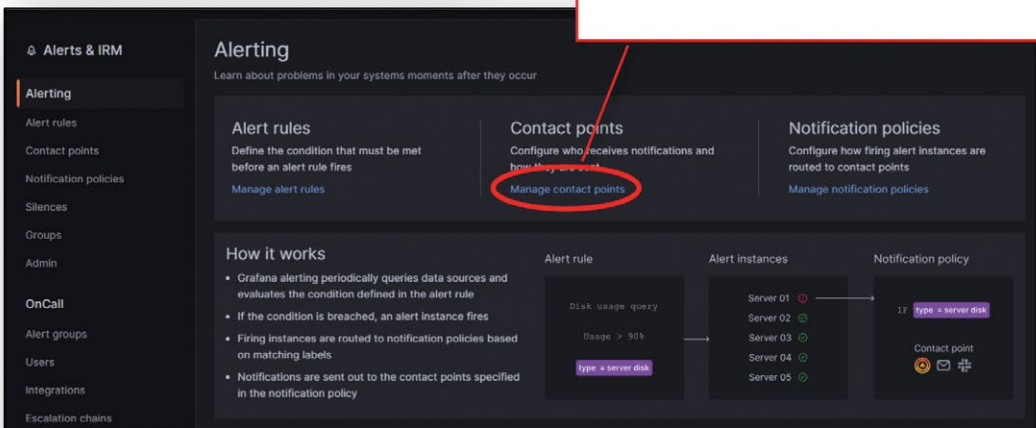 Alerts & IRM
Alerting
Alert rules
Contact points
Notification policies
Silences
Groups
Admin
OnCall
Alert groups
Users
Integrations
Escalation chains
Alerting
Learn about problems in your systems moments after they occur
Alert rules
Define the condition that must be met
before an alert rule fires
Manage alert rules
Contact points
Configure who receives notifications and
how they are sent
Manage contact points
Notification policies
Configure how firing alert instances are
routed to contact points
Manage notification policies
How it works
• Grafana alerting periodically queries data sources and
evaluates the condition defined in the alert rule
• If the condition is breached, an alert instance fires
• Firing instances are routed to notification policies based
on matching labels
• Notifications are sent out to the contact points specified
in the notification policy
Alert rule
Disk usage query
Usage > 90%
type = server disk
Alert instances
Server 01
Server 02
Server 03
Server 04
Server 05
Notification policy
IF type = server disk
Contact point